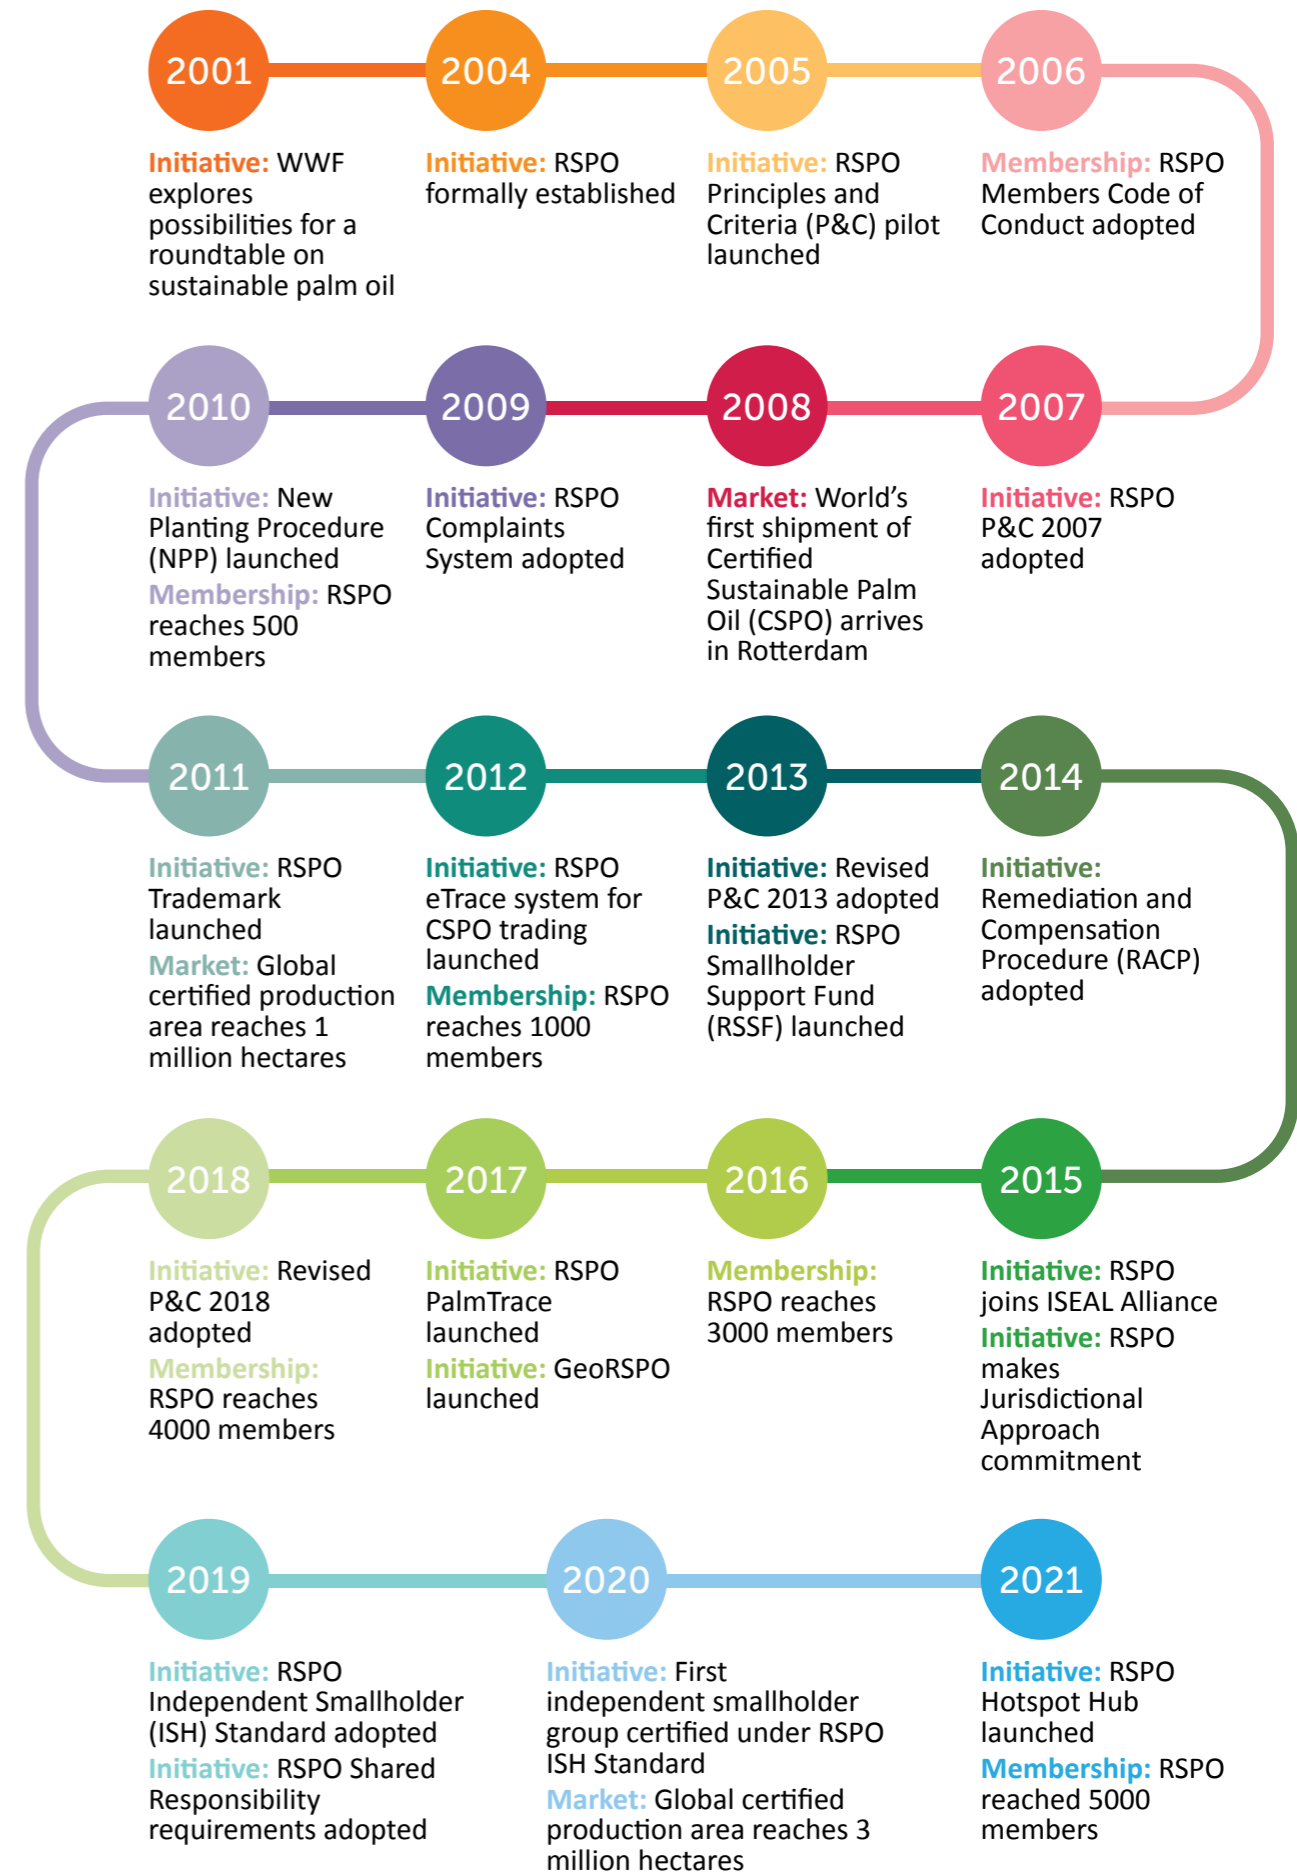 2001
Initiative: WWF
explores
possibilities for a
roundtable on
sustainable palm oil
2004
Initiative: RSPO
formally established
2005
Initiative: RSPO
Principles and
Criteria (P&C) pilot
launched
2006
Membership: RSPO
Members Code of
Conduct adopted
2007
Initiative: RSPO
P&C 2007
adopted
2008
Market: World's
first shipment of
Certified
Sustainable Palm
Oil (CSPO) arrives
in Rotterdam
2009
Initiative: RSPO
Complaints
System adopted
2010
Initiative: New
Planting Procedure
(NPP) launched
Membership: RSPO
reaches 500
members
2011
Initiative: RSPO
Trademark
launched
Market: Global
certified production
area reaches 1
million hectares
2012
Initiative: RSPO
eTrace system for
CSPO trading
launched
Membership: RSPO
reaches 1000
members
2013
Initiative: Revised
P&C 2013 adopted
Initiative: RSPO
Smallholder
Support Fund
(RSSF) launched
2014
Initiative:
Remediation and
Compensation
Procedure (RACP)
adopted
2015
Initiative: RSPO
joins ISEAL Alliance
Initiative: RSPO
makes
Jurisdictional
Approach
commitment
2016
Membership:
RSPO reaches
3000 members
2017
Initiative: RSPO
PalmTrace
launched
Initiative: GeoRSPO
launched
2018
Initiative: Revised
P&C 2018
adopted
Membership:
RSPO reaches
4000 members
2019
Initiative: RSPO
Independent Smallholder
(ISH) Standard adopted
Initiative: RSPO Shared
Responsibility
requirements adopted
2020
Initiative: First
independent smallholder
group certified under RSPO
ISH Standard
Market: Global certified
production area reaches 3
million hectares
2021
Initiative: RSPO
Hotspot Hub
launched
Membership: RSPO
reached 5000
members